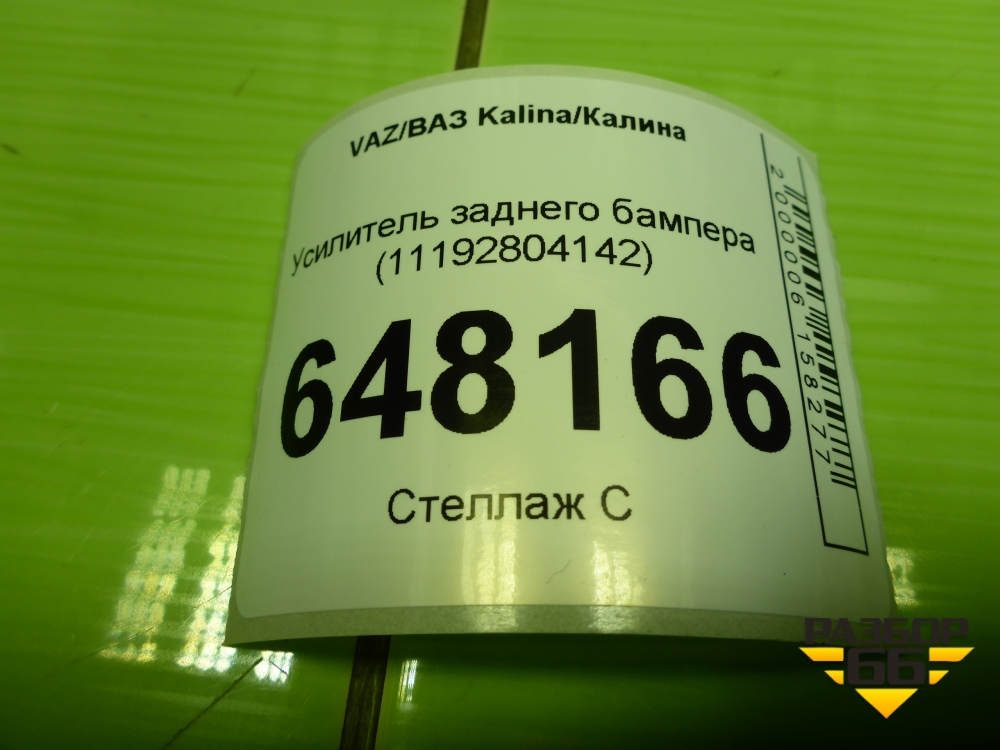 VAZ/ВАЗ Kalina/Калина
Усилитель заднего бампера
(11192804142)
648166
Стеллаж С
2000006158277
РАЗБОР
66